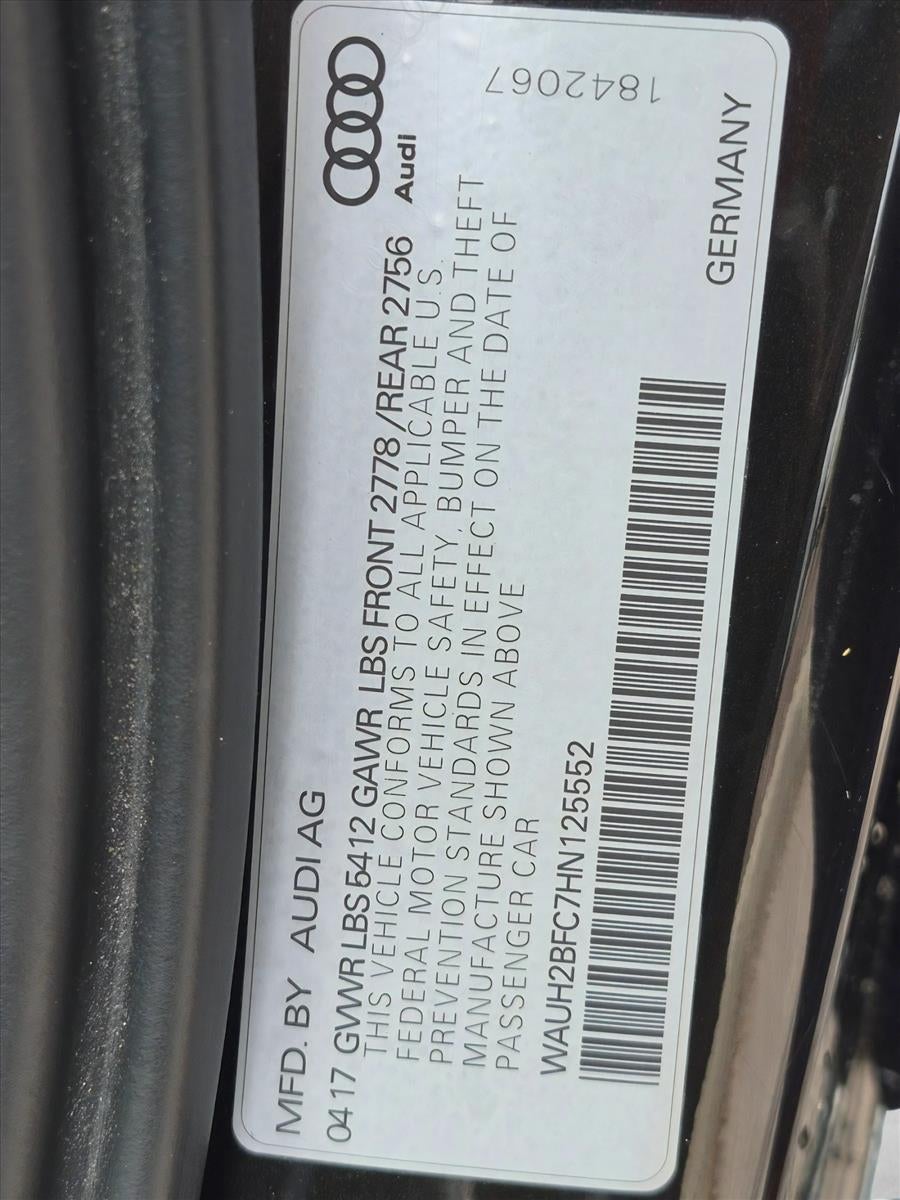 MFD. BY AUDI AG
Audi
0417 GVWR LBS 5412 GAWR LBS FRONT 2778 /REAR 2756
THIS VEHICLE CONFORMS TO ALL APPLICABLE U.S.
FEDERAL MOTOR VEHICLE SAFETY, BUMPER AND THEFT
PREVENTION STANDARDS IN EFFECT ON THE DATE OF
MANUFACTURE SHOWN ABOVE
PASSENGER CAR
WAUH2BFC7HN125552
1842067
GERMANY